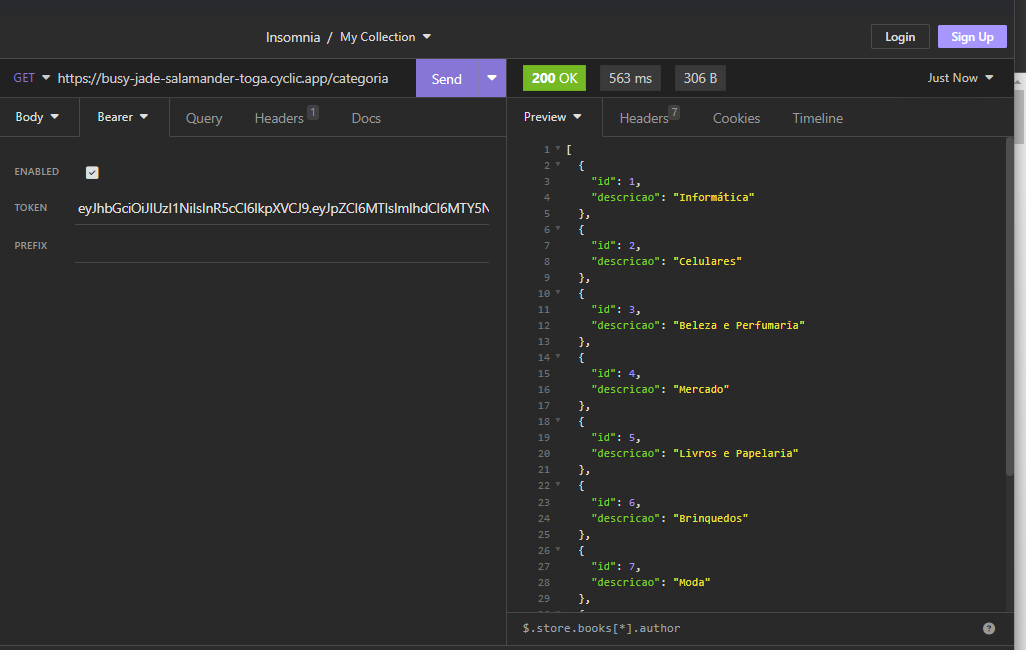 Insomnia / My Collection
Login
Sign Up
GET https://busy-jade-salamander-toga.cyclic.app/categoria
Send
200 OK
563 ms
306 B
Just Now
Body
Bearer
Query
Headers 1
Docs
Preview
Headers 7
Cookies
Timeline
ENABLED
TOKEN
PREFIX
1 [
2 {
3 "id": 1,
4 "descricao": "Informática"
5 },
6 {
7 "id": 2,
8 "descricao": "Celulares"
9 },
10 {
11 "id": 3,
12 "descricao": "Beleza e Perfumaria"
13 },
14 {
15 "id": 4,
16 "descricao": "Mercado"
17 },
18 {
19 "id": 5,
20 "descricao": "Livros e Papelaria"
21 },
22 {
23 "id": 6,
24 "descricao": "Brinquedos"
25 },
26 {
27 "id": 7,
28 "descricao": "Moda"
29 },
$.store.books[*].author
?